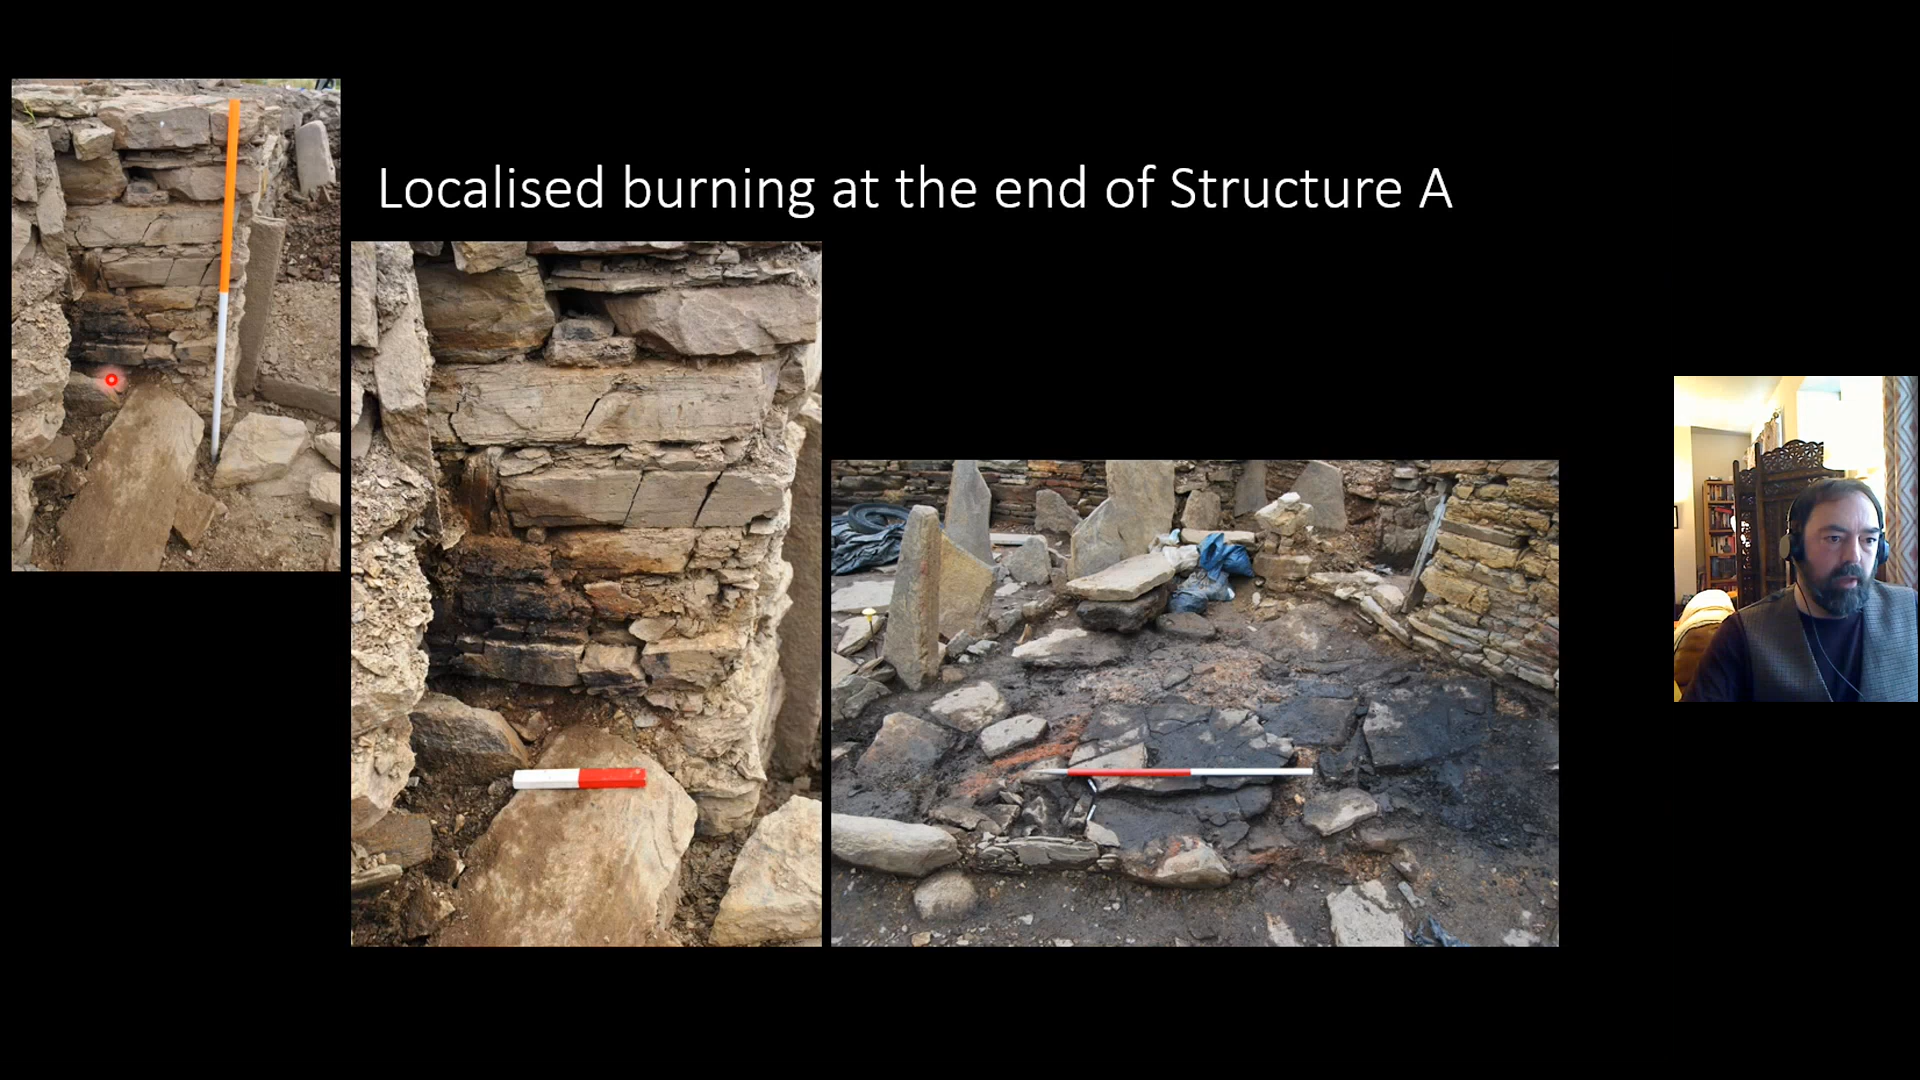 Localised burning at the end of Structure A